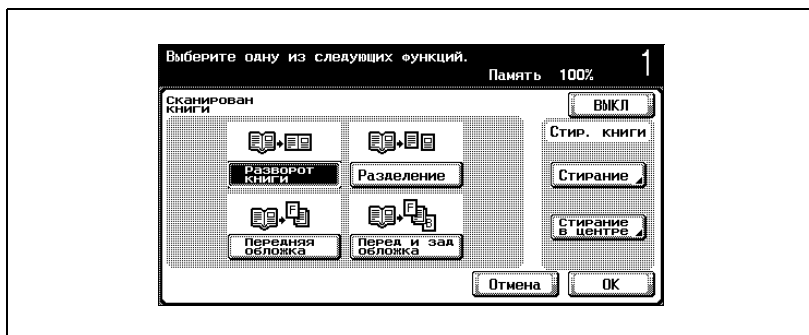 Выберите одну из следующих функций.
Память 100% 1
Сканирован
книги
ВЫКЛ
Стир. книги
Разворот
книги
Разделение
Стирание
Передняя
обложка
Перед и зад
обложка
Стирание
в центре
Отмена
OK